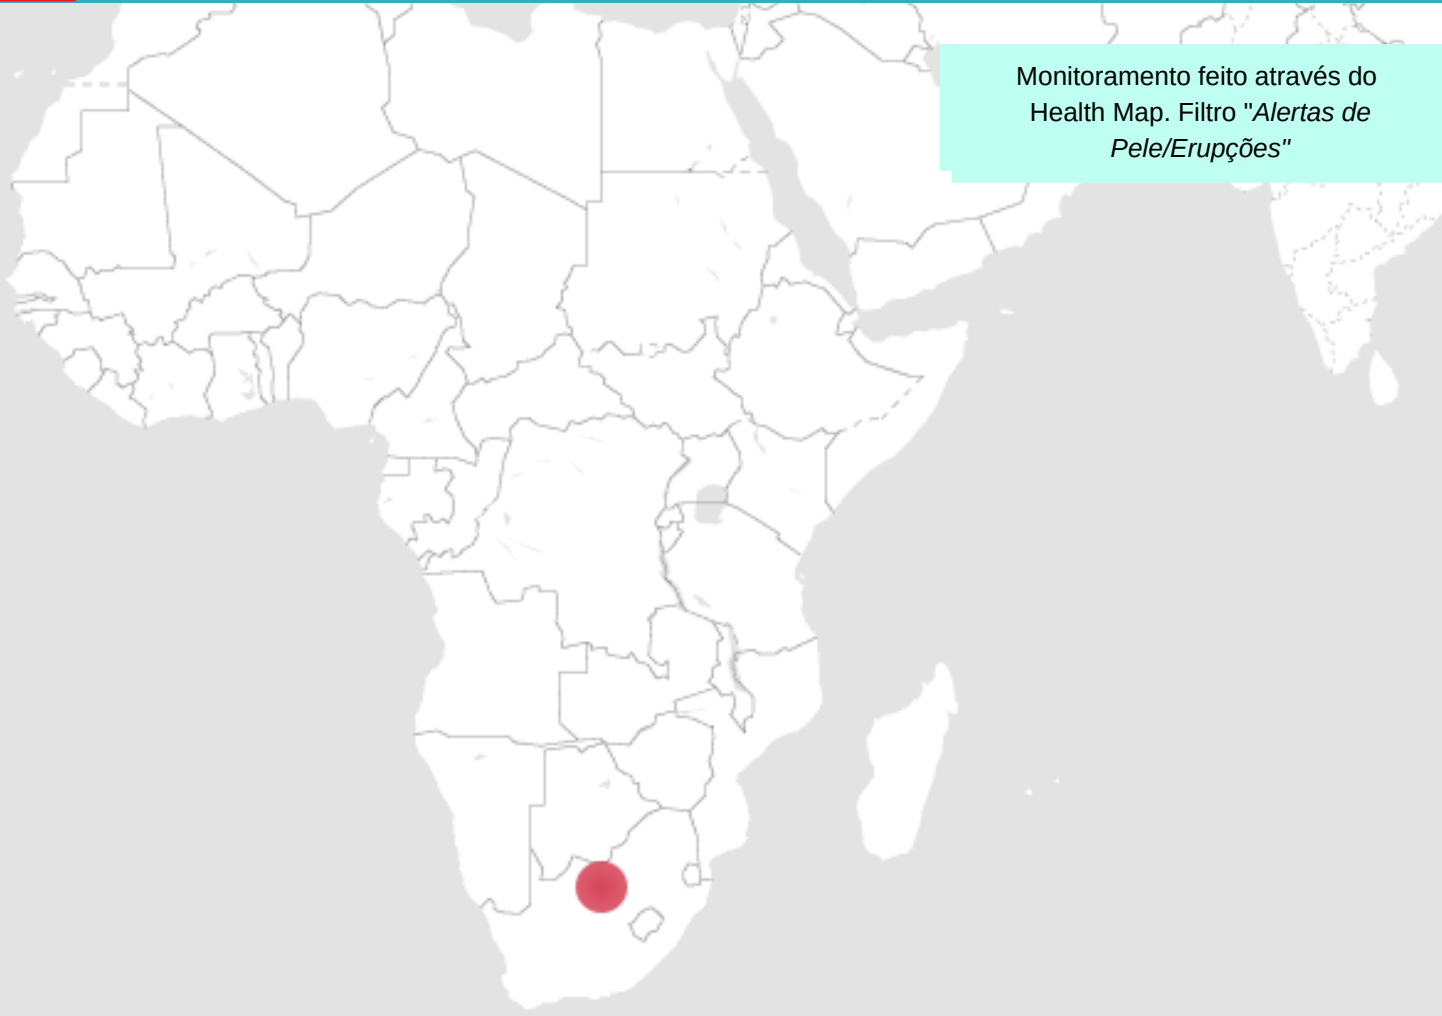 Monitoramento feito através do
Health Map. Filtro "Alertas de
Pele/Erupções"